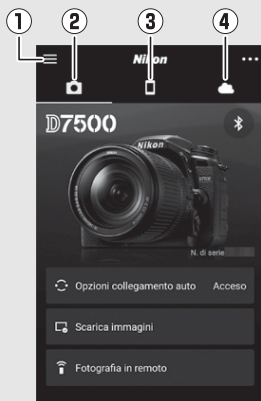 ① ② ③ ④
Nikon
D7500
Nikon
N. di serie
Opzioni collegamento auto Acceso
Scarica immagini
Fotografia in remoto